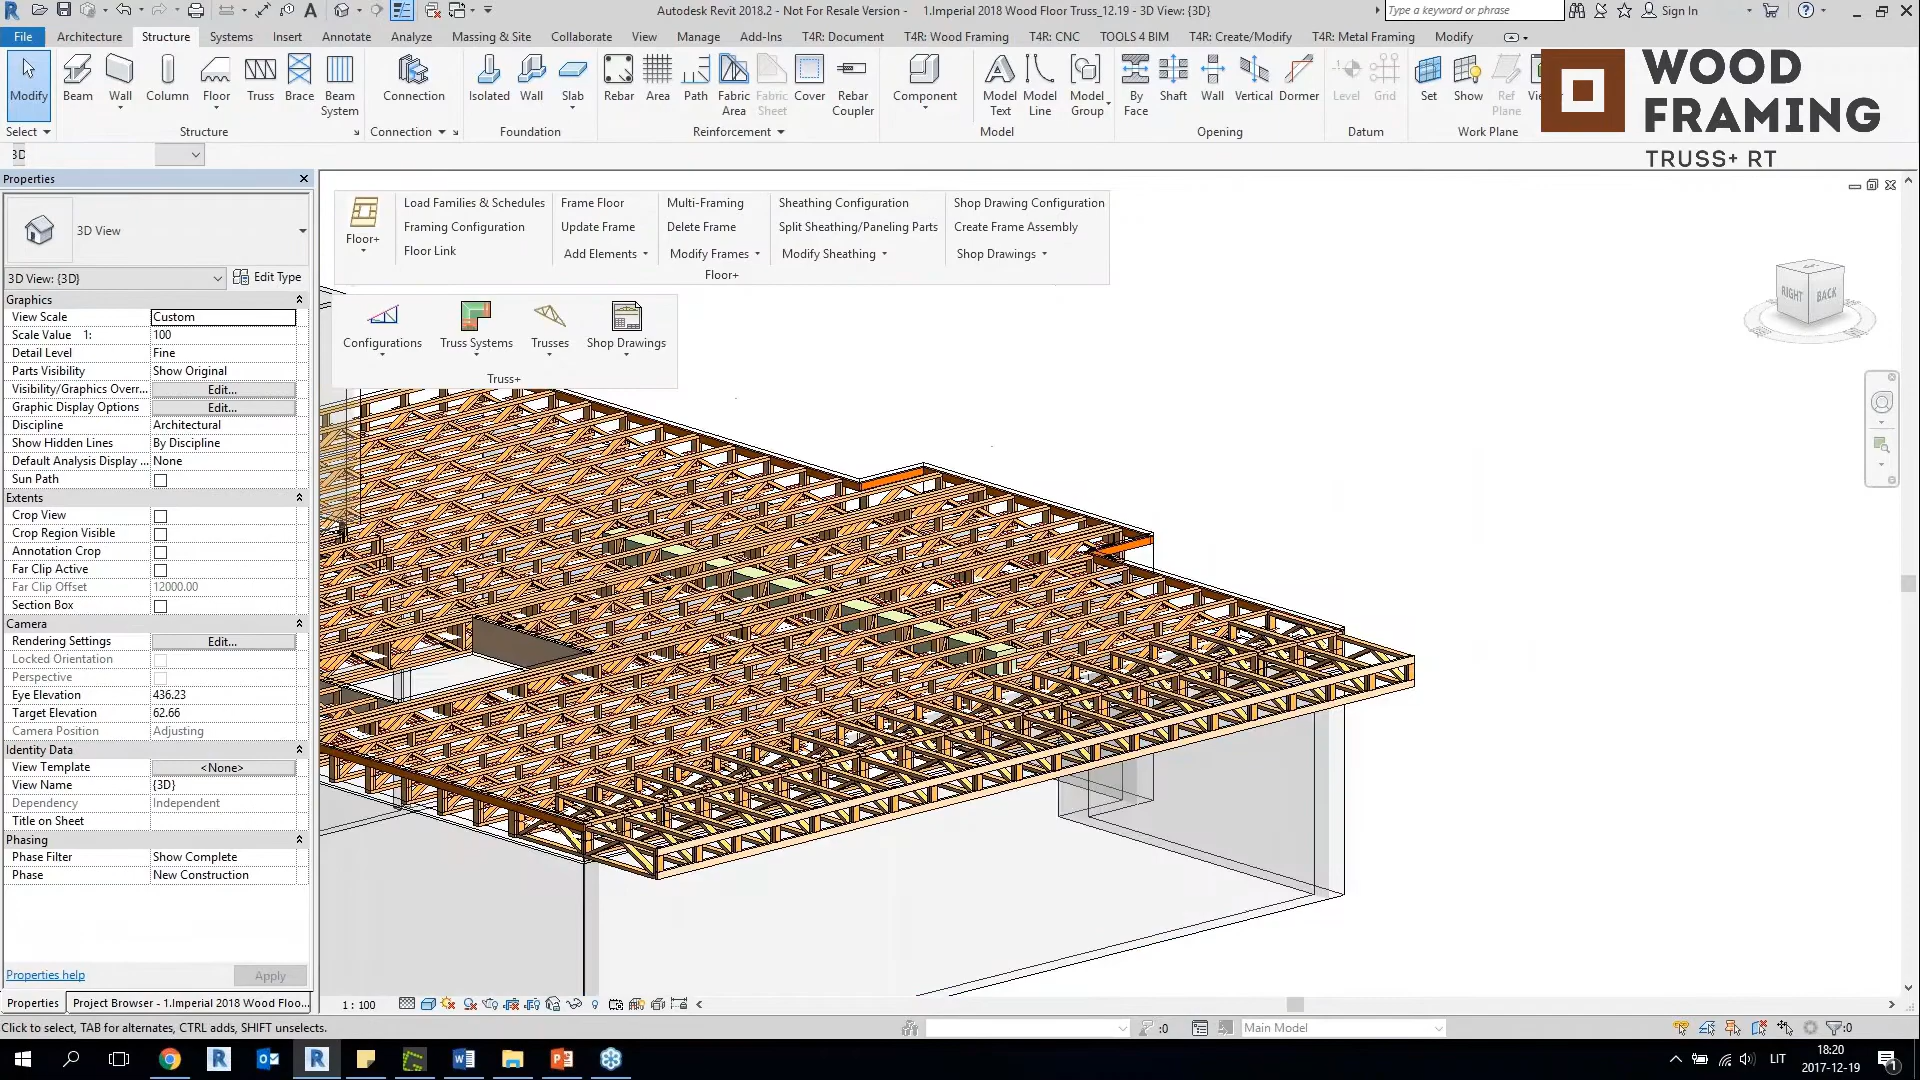 Autodesk Revit 2018.2 - Not For Resale Version - 1.Imperial 2018 Wood Floor Truss_12.19 - 3D View: {3D}
Type a keyword or phrase
Sign In
File Architecture Structure Systems Insert Annotate Analyze Massing & Site Collaborate View Manage Add-Ins T4R: Document T4R: Wood Framing T4R: CNC TOOLS 4 BIM T4R: Create/Modify T4R: Metal Framing Modify
Modify Beam Wall Column Floor Truss Brace Beam System Connection Isolated Wall Slab Rebar Area Path Fabric Area Fabric Sheet Cover Rebar Coupler Component Model Text Model Line Model Group By Face Shaft Wall Vertical Dormer Level Grid Set Show Ref Plane
Select Structure Connection Foundation Reinforcement Model Opening Datum Work Plane
WOOD
FRAMING
TRUSS+ RT
3D
Properties
3D View
3D View: {3D} Edit Type
Graphics
View Scale Custom
Scale Value 1: 100
Detail Level Fine
Parts Visibility Show Original
Visibility/Graphics Overr... Edit...
Graphic Display Options Edit...
Discipline Architectural
Show Hidden Lines By Discipline
Default Analysis Display ... None
Sun Path
Extents
Crop View
Crop Region Visible
Annotation Crop
Far Clip Active
Far Clip Offset 12000.00
Section Box
Camera
Rendering Settings Edit...
Locked Orientation
Perspective
Eye Elevation 436.23
Target Elevation 62.66
Camera Position Adjusting
Identity Data
View Template <None>
View Name {3D}
Dependency Independent
Title on Sheet
Phasing
Phase Filter Show Complete
Phase New Construction
Properties help Apply
Properties Project Browser - 1.Imperial 2018 Wood Floo...
Floor+
Load Families & Schedules Frame Floor Multi-Framing Sheathing Configuration Shop Drawing Configuration
Framing Configuration Update Frame Delete Frame Split Sheathing/Paneling Parts Create Frame Assembly
Floor Link Add Elements Modify Frames Modify Sheathing Shop Drawings
Floor+
Configurations Truss Systems Trusses Shop Drawings
Truss+
RIGHT BACK
1 : 100
Click to select, TAB for alternates, CTRL adds, SHIFT unselects.
:0 Main Model :0
LIT
18:20
2017-12-19
1